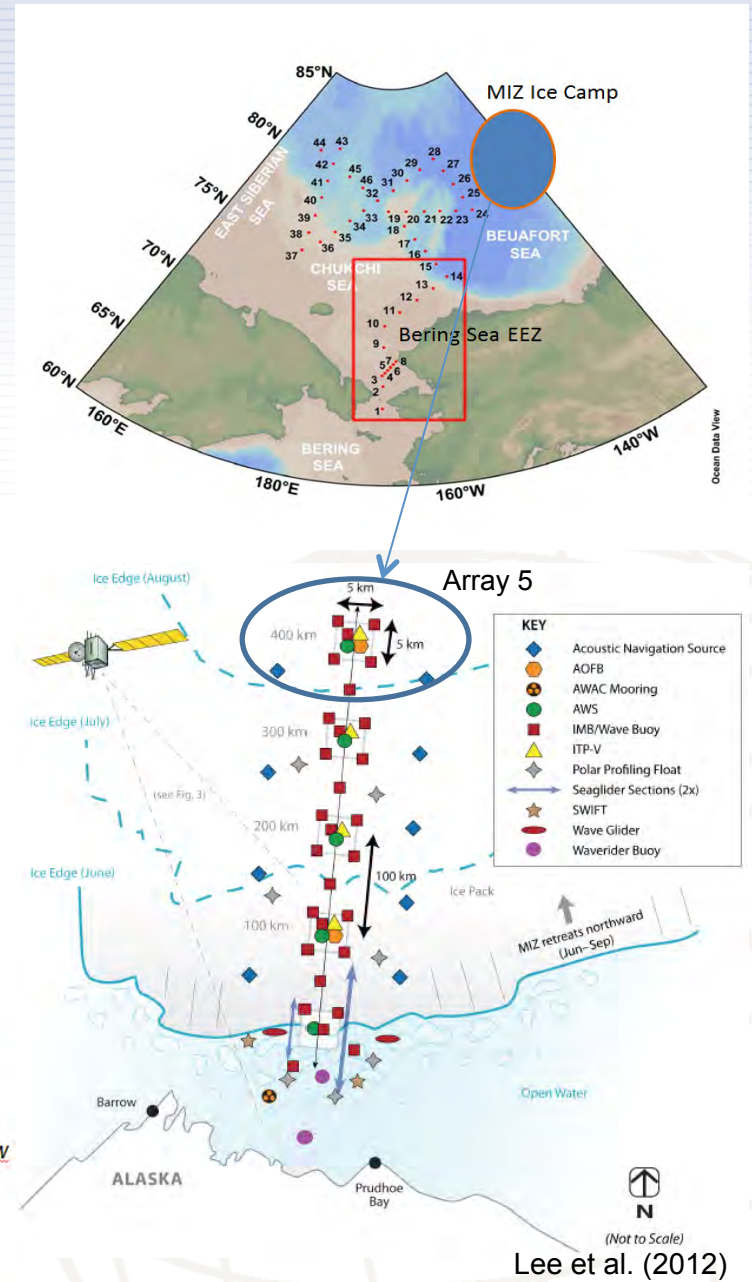 85°N
MIZ Ice Camp
80°N
44 43
28
42
29
27
45
30
41
46
31
26
75°N
32
25
40
EAST SIBERIAN
SEA
39
33
19 20 21 22 23 24
34
18
38
35
36
17
BEUAFORT
SEA
70°N
37
16
CHUKCHI
SEA
15
14
13
12
65°N
11
10
Bering Sea EEZ
9
7 8
5
6
3 4
60°N
2
1
160°E
BERING
SEA
140°W
180°E
160°W
Ocean Data View
Ice Edge (August)
5 km
Array 5
400 km
5 km
KEY
Acoustic Navigation Source
AOFB
AWAC Mooring
AWS
IMB/Wave Buoy
ITP-V
Polar Profiling Float
Seaglider Sections (2x)
SWIFT
Wave Glider
Waverider Buoy
Ice Edge (July)
300 km
(see Fig. 3)
200 km
100 km
Ice Edge (June)
Ice Pack
100 km
MIZ retreats northward
(Jun–Sep)
Open Water
Barrow
W
ALASKA
Prudhoe
Bay
N
(Not to Scale)
Lee et al. (2012)